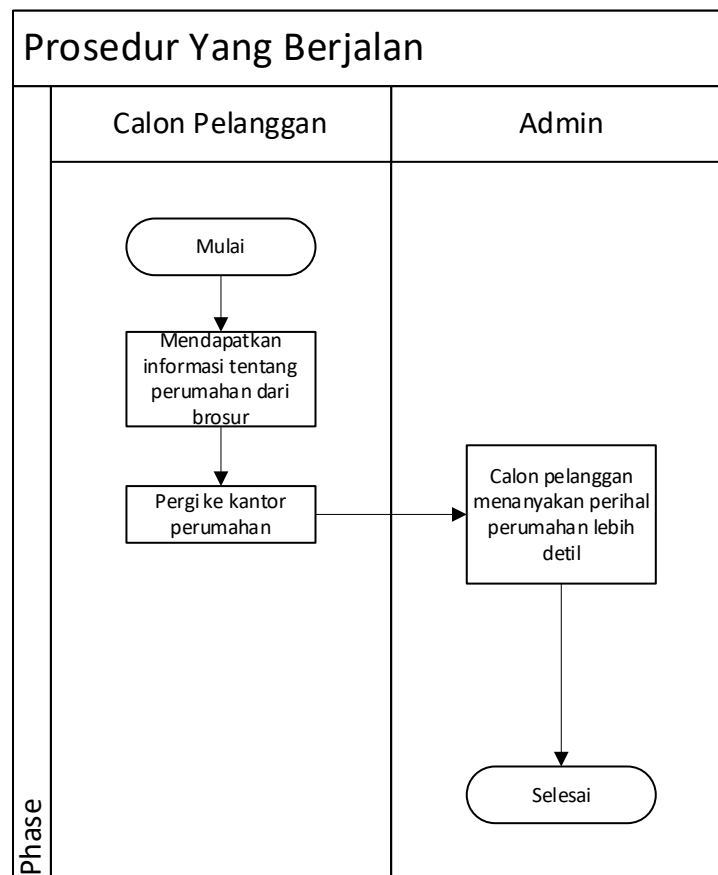 Prosedur Yang Berjalan
Calon Pelanggan
Admin
Mulai
Mendapatkan
informasi tentang
perumahan dari
brosur
Pergi ke kantor
perumahan
Calon pelanggan
menanyakan perihal
perumahan lebih
detil
Selesai
Phase